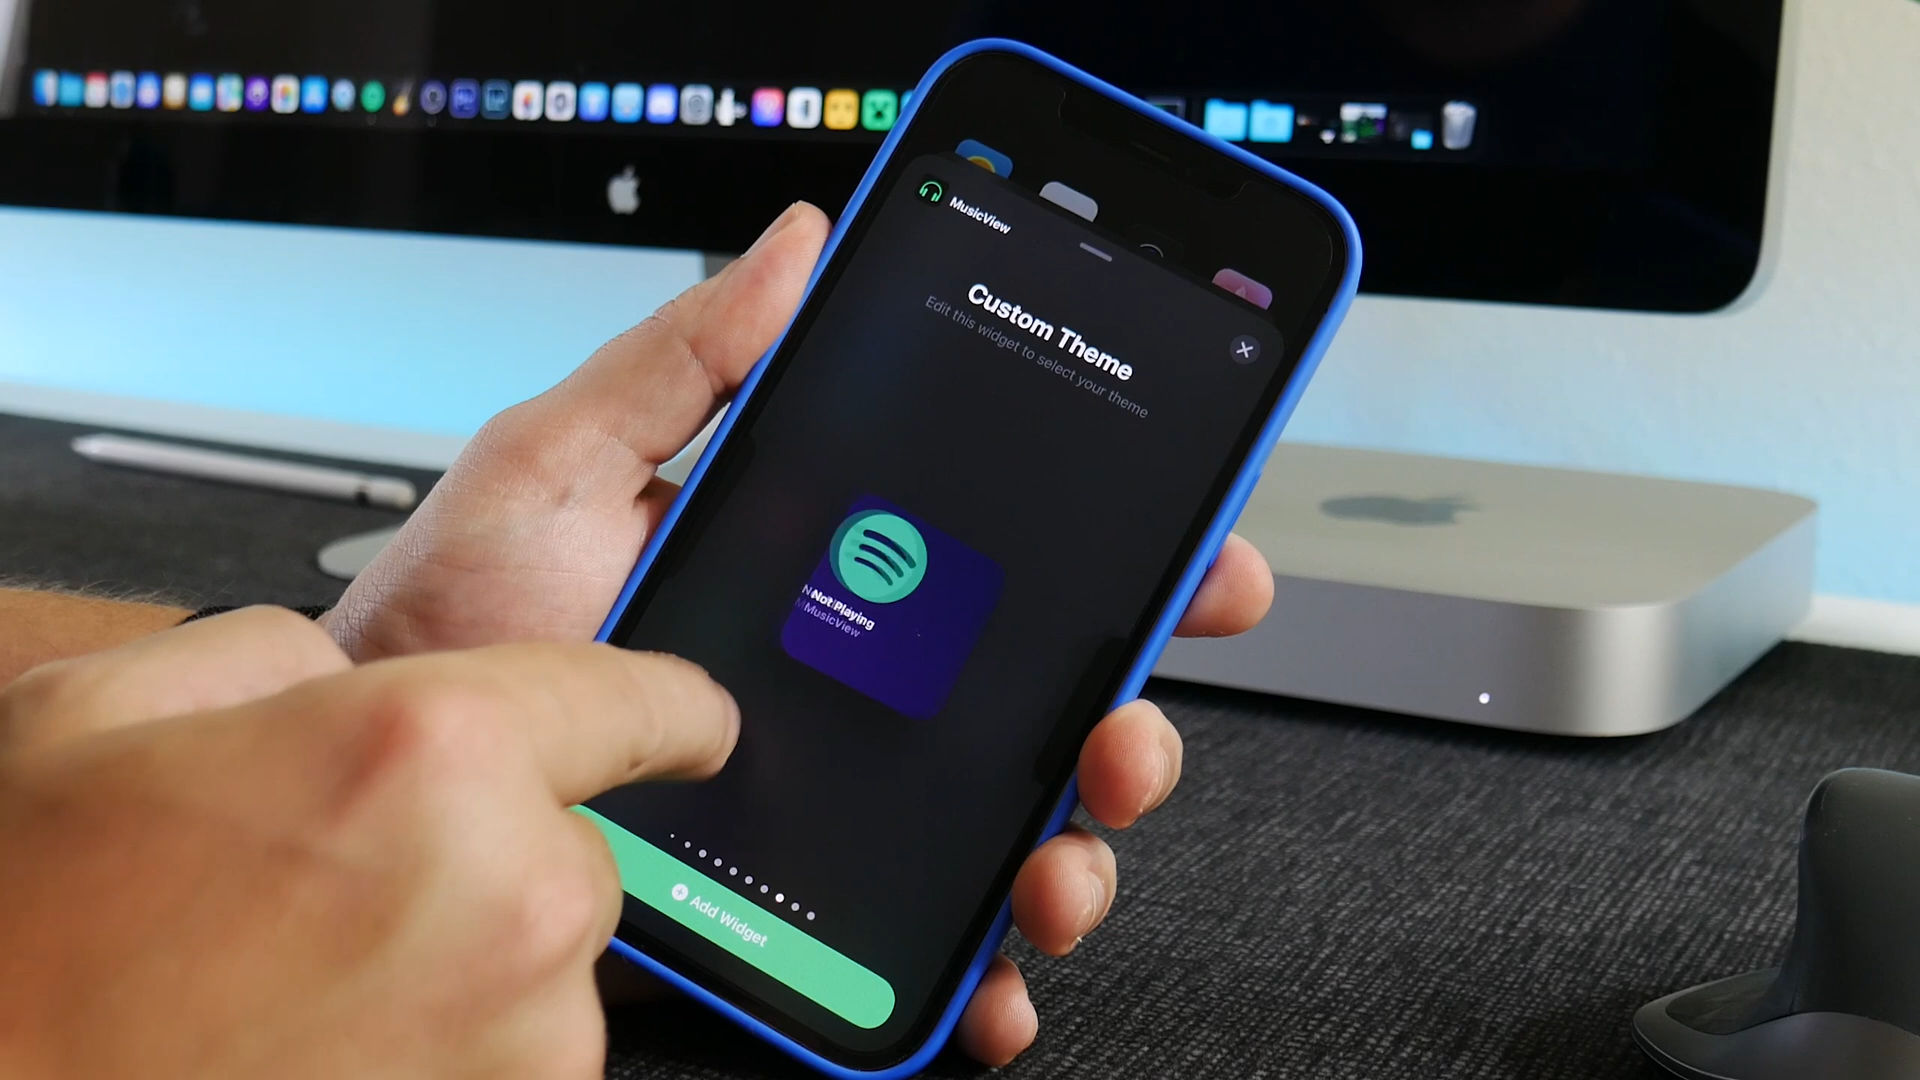 MusicView
Custom Theme
Edit this widget to select your theme
Not Playing
MusicView
Add Widget